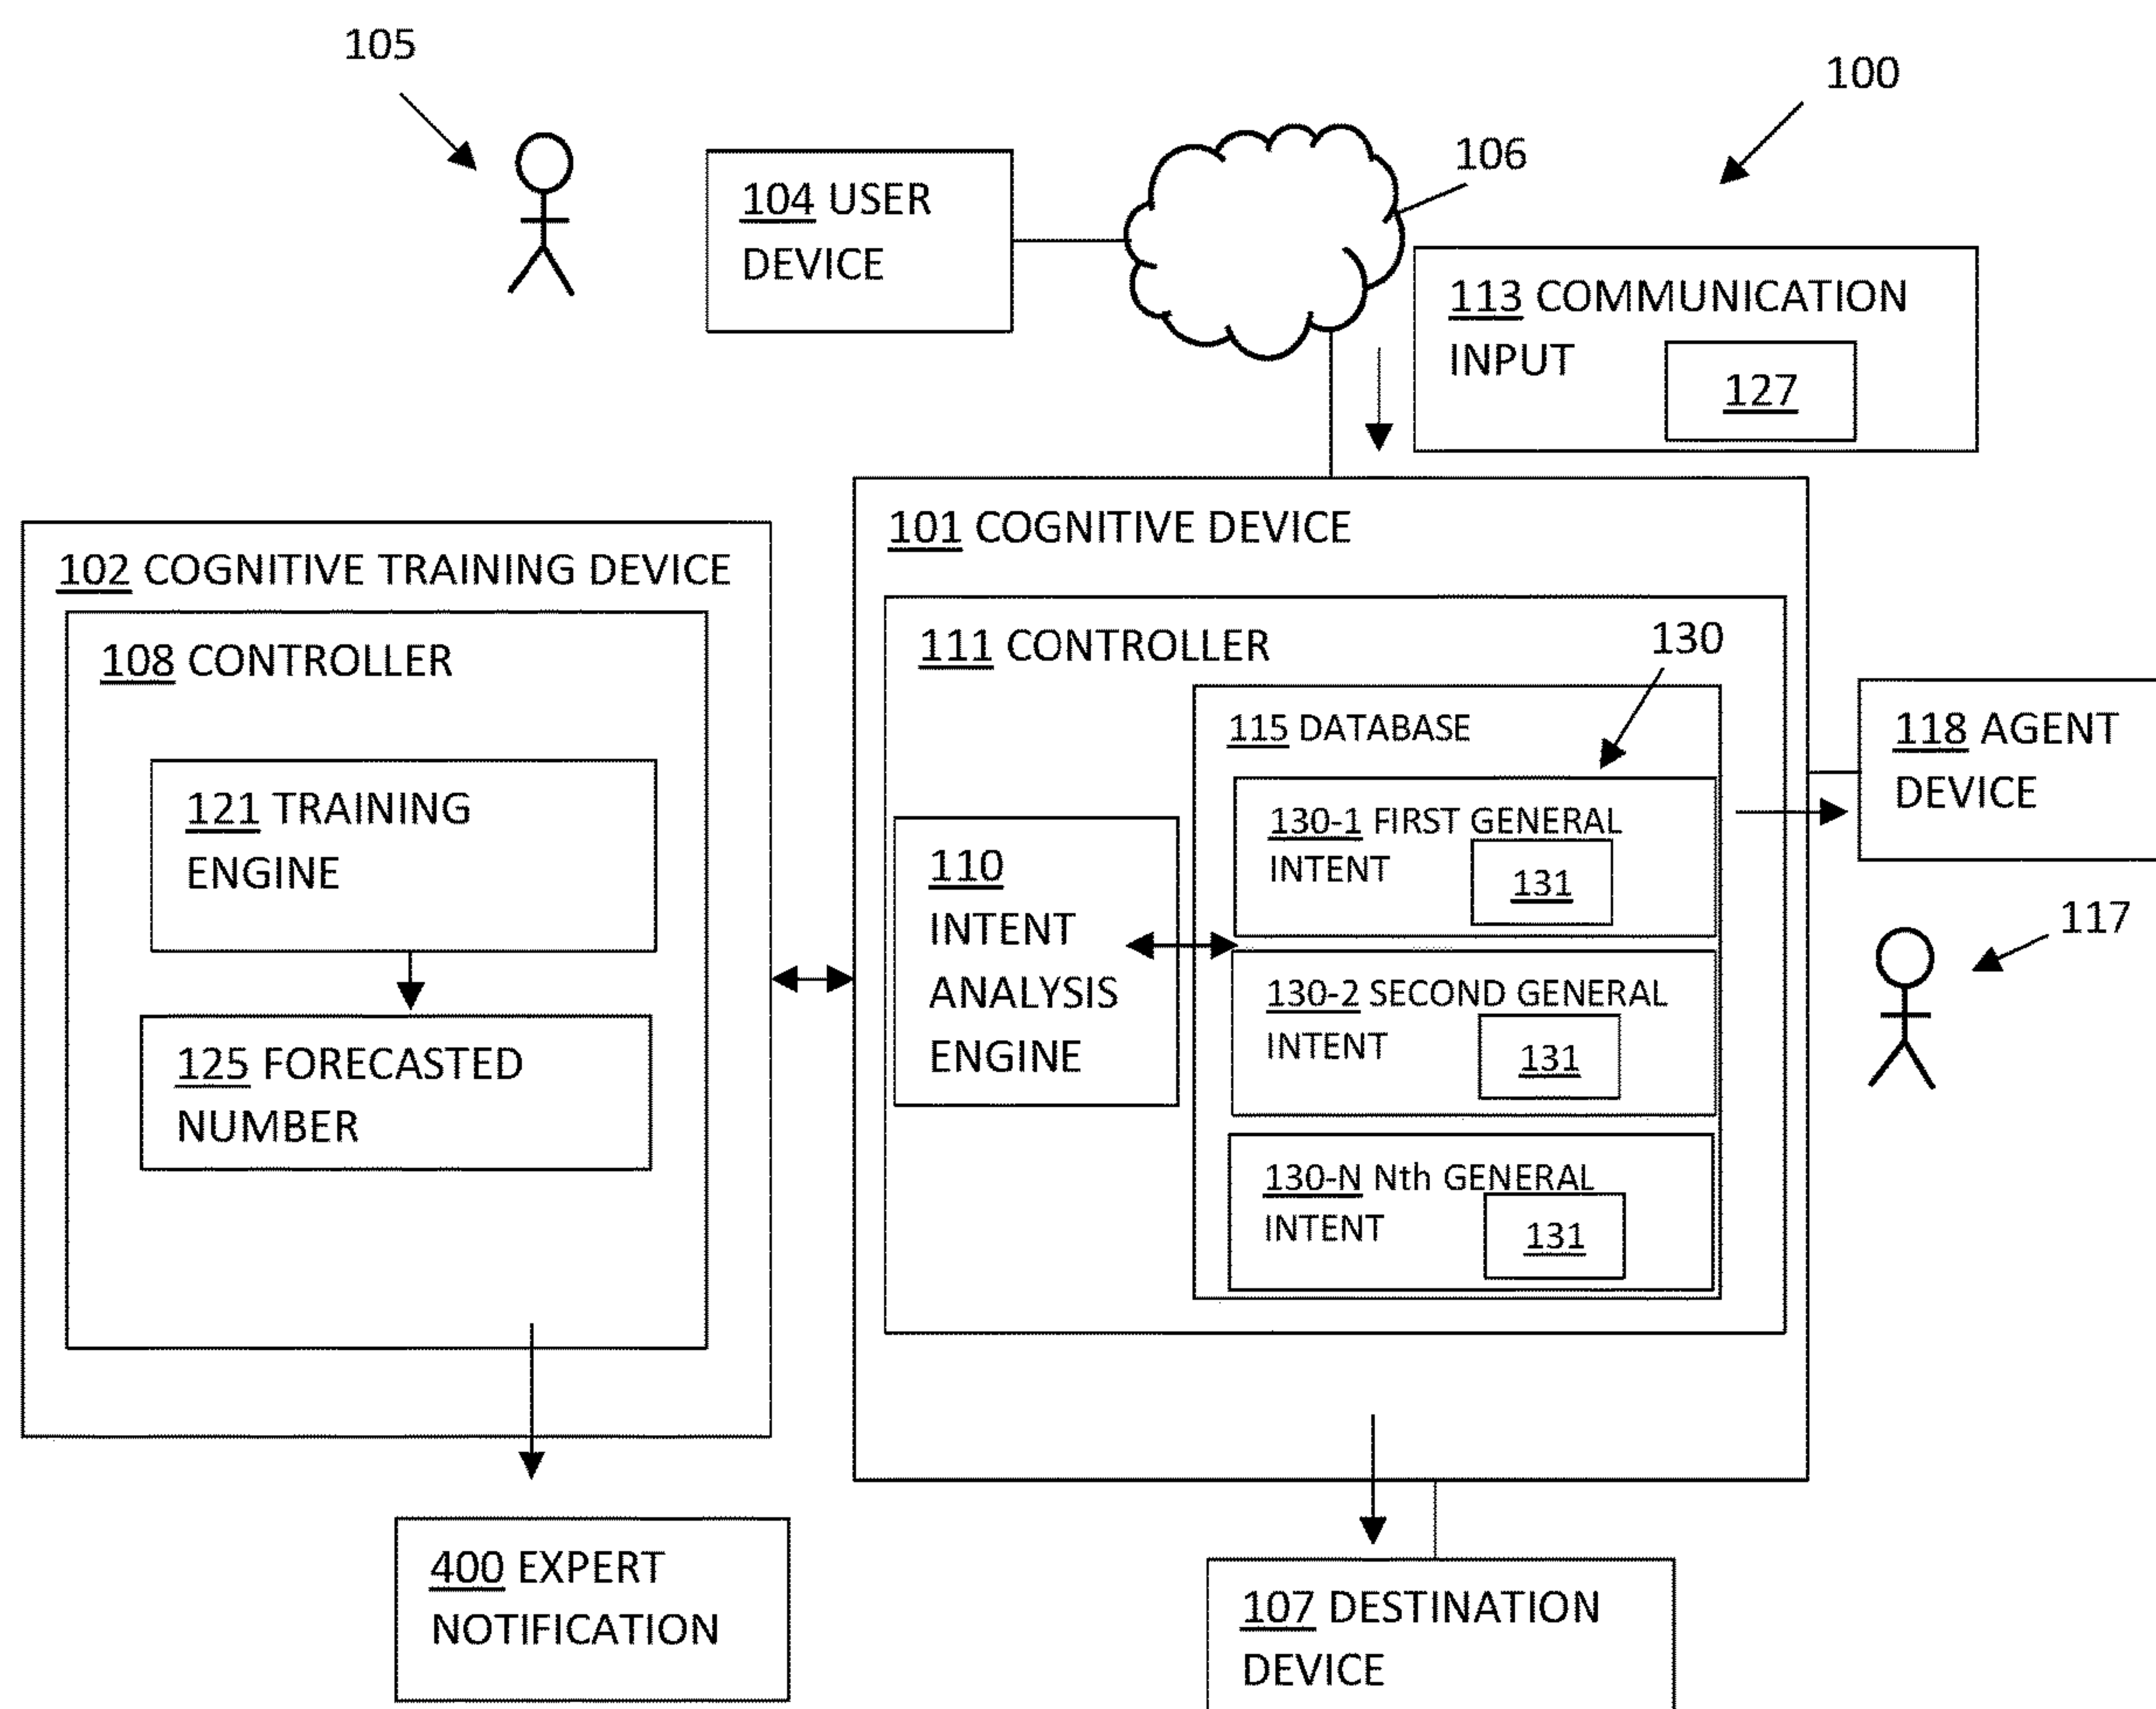 105
100
106
104 USER
DEVICE
113 COMMUNICATION
INPUT
127
101 COGNITIVE DEVICE
102 COGNITIVE TRAINING DEVICE
111 CONTROLLER
130
108 CONTROLLER
115 DATABASE
118 AGENT
DEVICE
121 TRAINING
ENGINE
130-1 FIRST GENERAL
INTENT
131
110
INTENT
ANALYSIS
ENGINE
117
130-2 SECOND GENERAL
INTENT
131
125 FORECASTED
NUMBER
130-N Nth GENERAL
INTENT
131
400 EXPERT
NOTIFICATION
107 DESTINATION
DEVICE